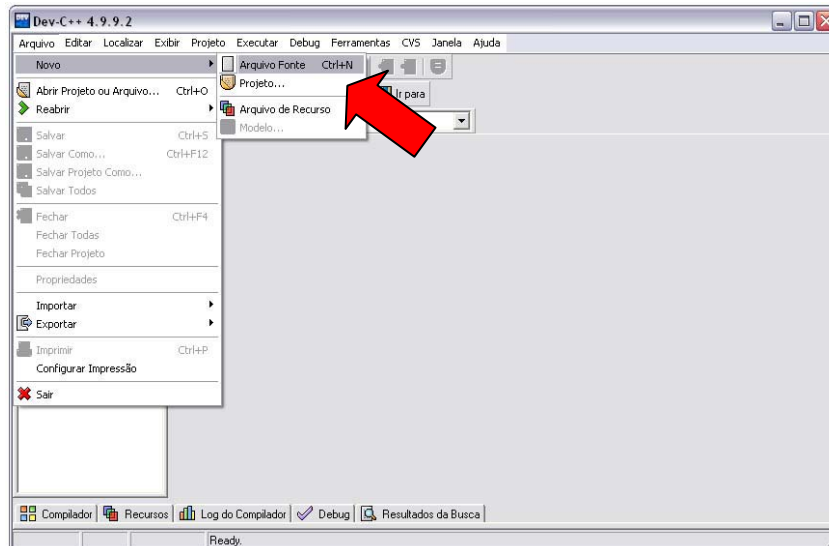 Dev-C++ 4.9.9.2
Arquivo Editar Localizar Exibir Projeto Executar Debug Ferramentas CVS Janela Ajuda
Novo
Arquivo Fonte Ctrl+N
Projeto...
Arquivo de Recurso
Modelo...
Ir para
Abrir Projeto ou Arquivo... Ctrl+O
Reabrir
Salvar Ctrl+S
Salvar Como... Ctrl+F12
Salvar Projeto Como...
Salvar Todos
Fechar Ctrl+F4
Fechar Todas
Fechar Projeto
Propriedades
Importar
Exportar
Imprimir Ctrl+P
Configurar Impressão
Sair
Compilador Recursos Log do Compilador Debug Resultados da Busca
Ready.